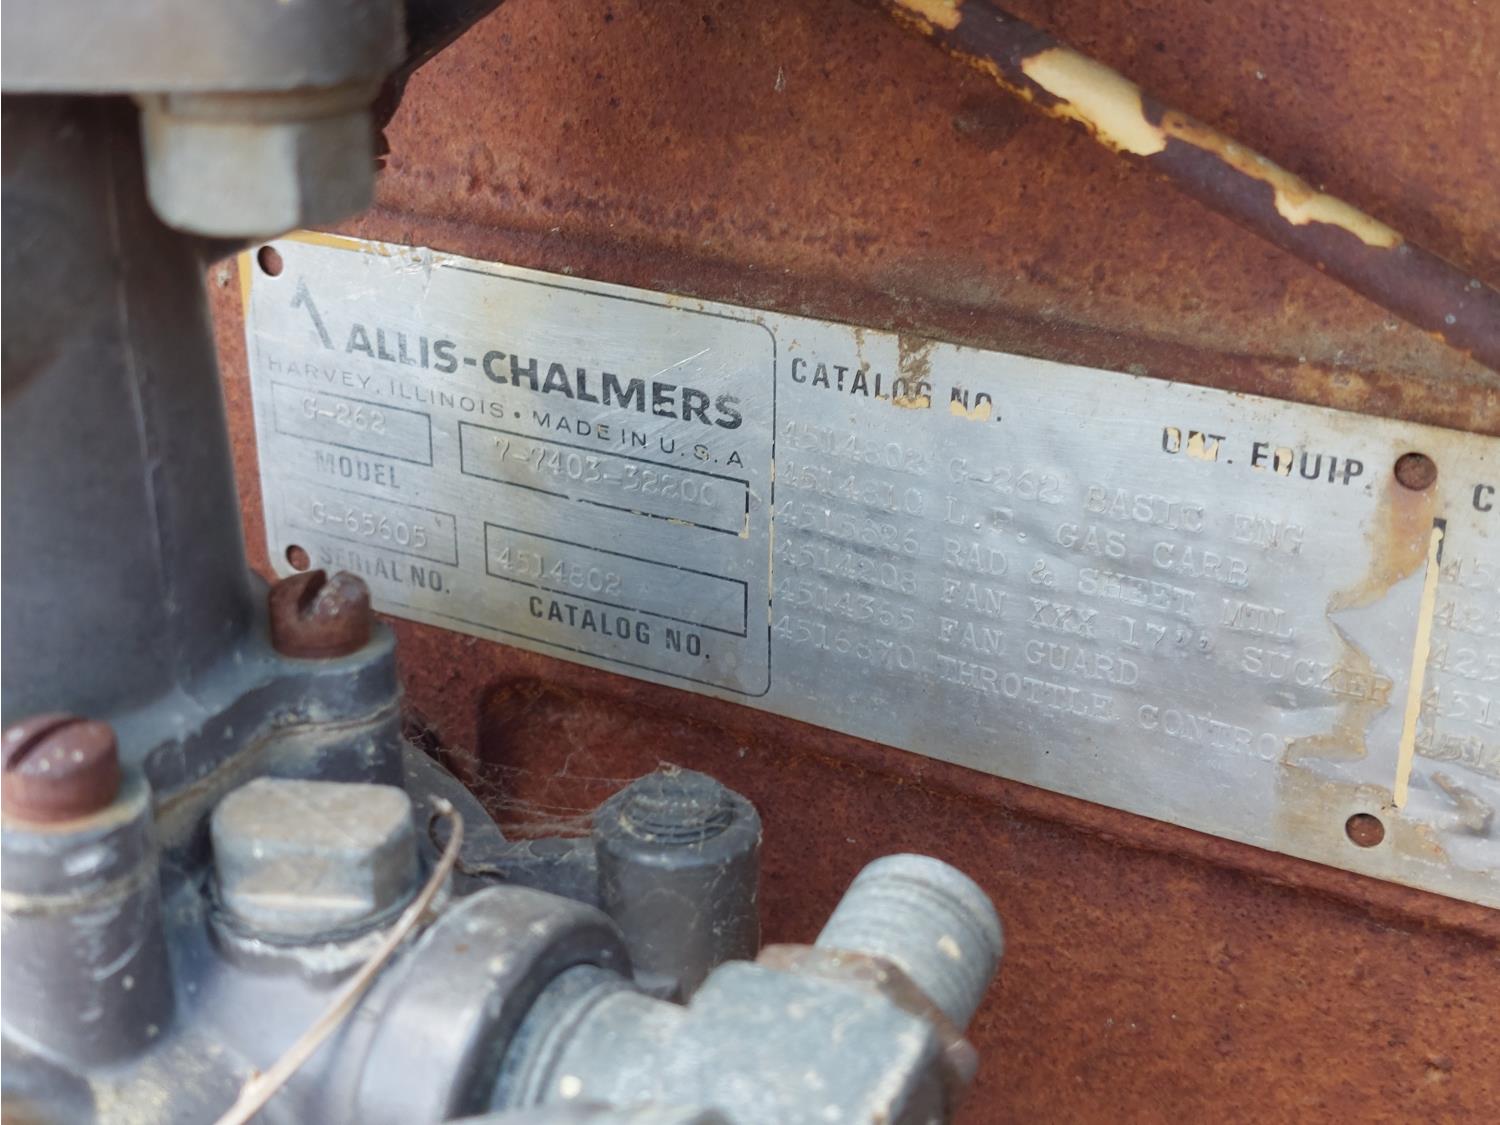 ALLIS-CHALMERS
HARVEY, ILLINOIS • MADE IN U.S.A
G-262
7-7403-32200
MODEL
G-65605
4514802
SERIAL NO.
CATALOG NO.
CATALOG NO.
OPT. EQUIP.
4514802 G-262 BASIC ENG
4514810 L.P. GAS CARB
4515886 RAD & SHEET MTL
4514208 FAN XXX 17'' SUCKER
4514365 FAN GUARD
4516870 THROTTLE CONTROL
C